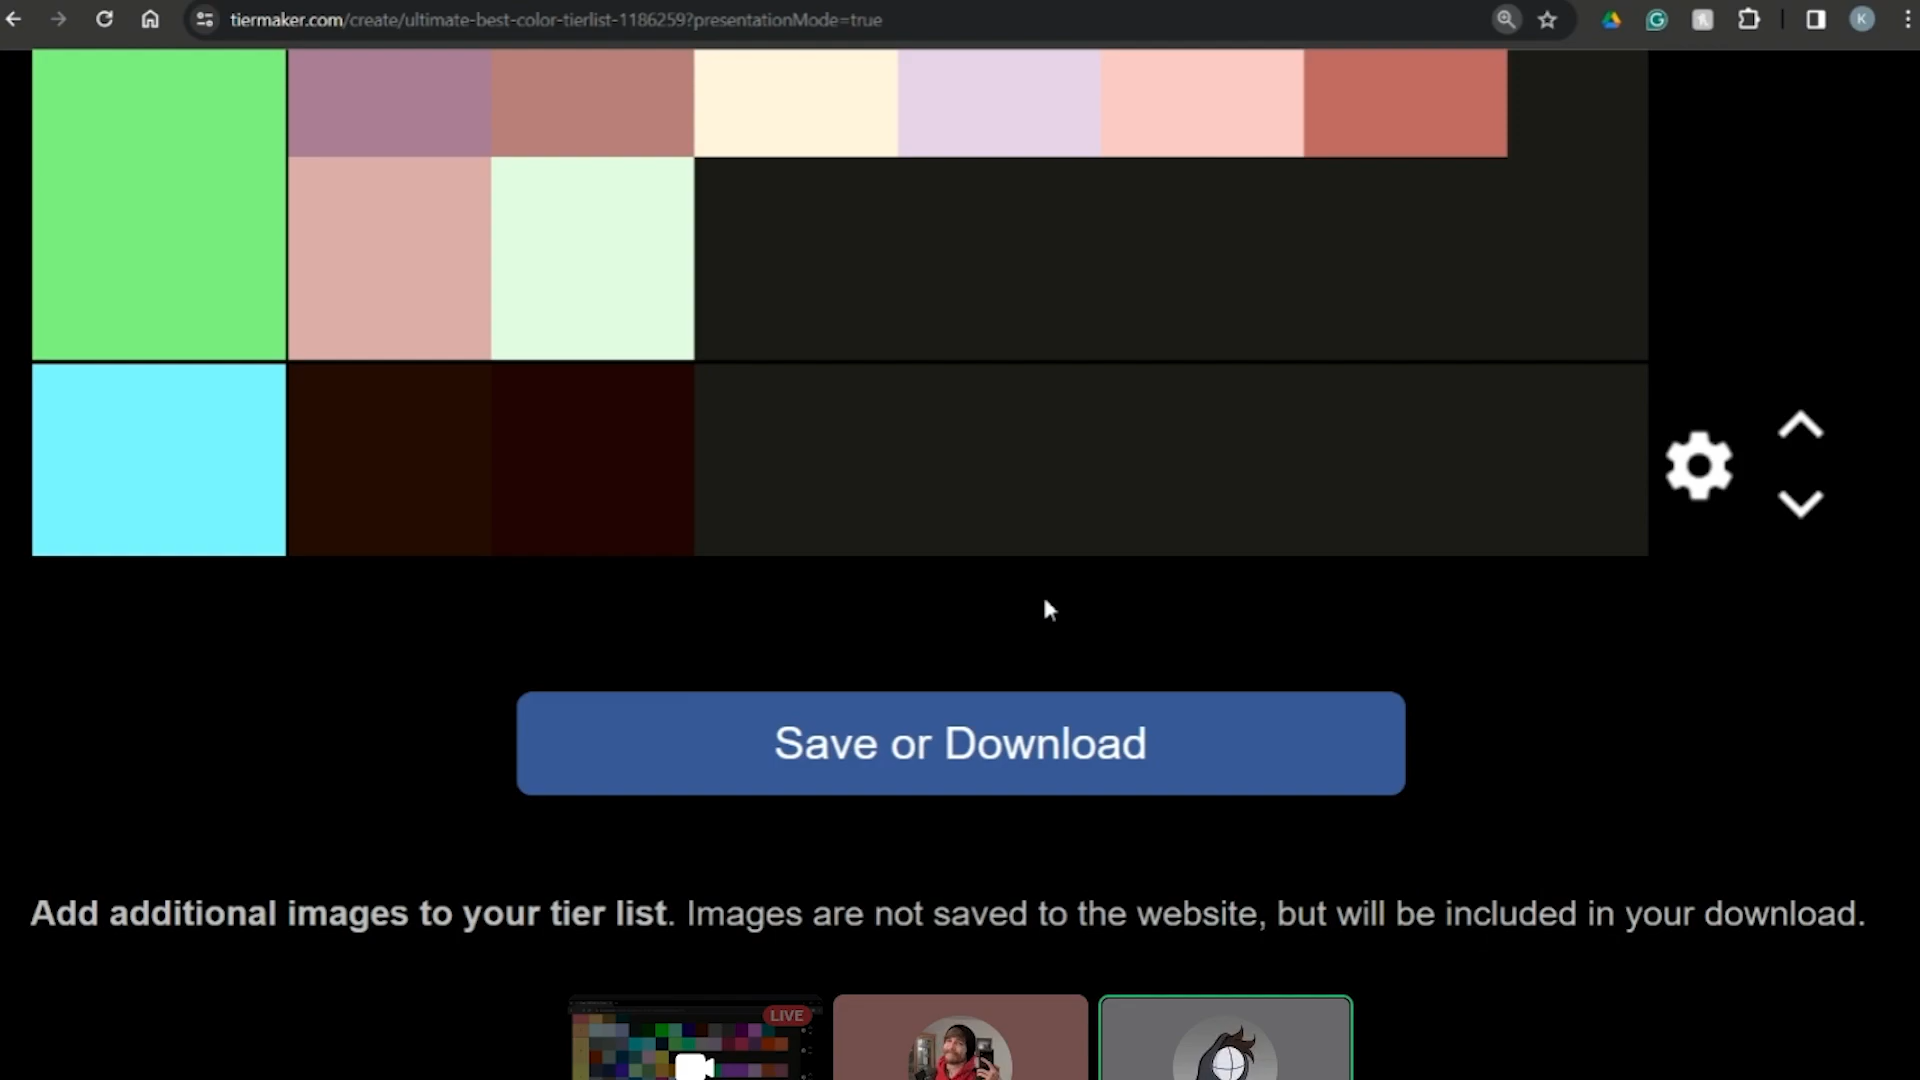 tiermaker.com/create/ultimate-best-color-tierlist-1186259?presentationMode=true
K
Save or Download
Add additional images to your tier list. Images are not saved to the website, but will be included in your download.
LIVE